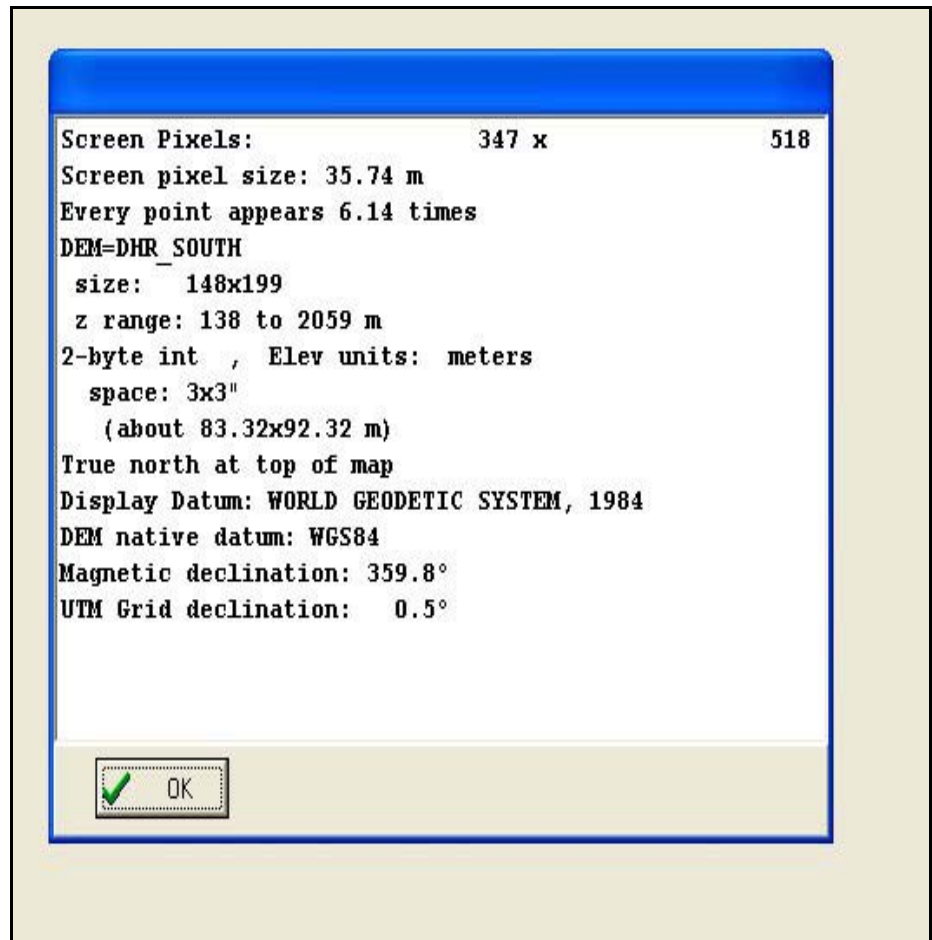 Screen Pixels: 347 x 518
Screen pixel size: 35.74 m
Every point appears 6.14 times
DEM=DHR_SOUTH
size: 148x199
z range: 138 to 2059 m
2-byte int , Elev units: meters
space: 3x3"
(about 83.32x92.32 m)
True north at top of map
Display Datum: WORLD GEODETIC SYSTEM, 1984
DEM native datum: WGS84
Magnetic declination: 359.8°
UTM Grid declination: 0.5°
OK